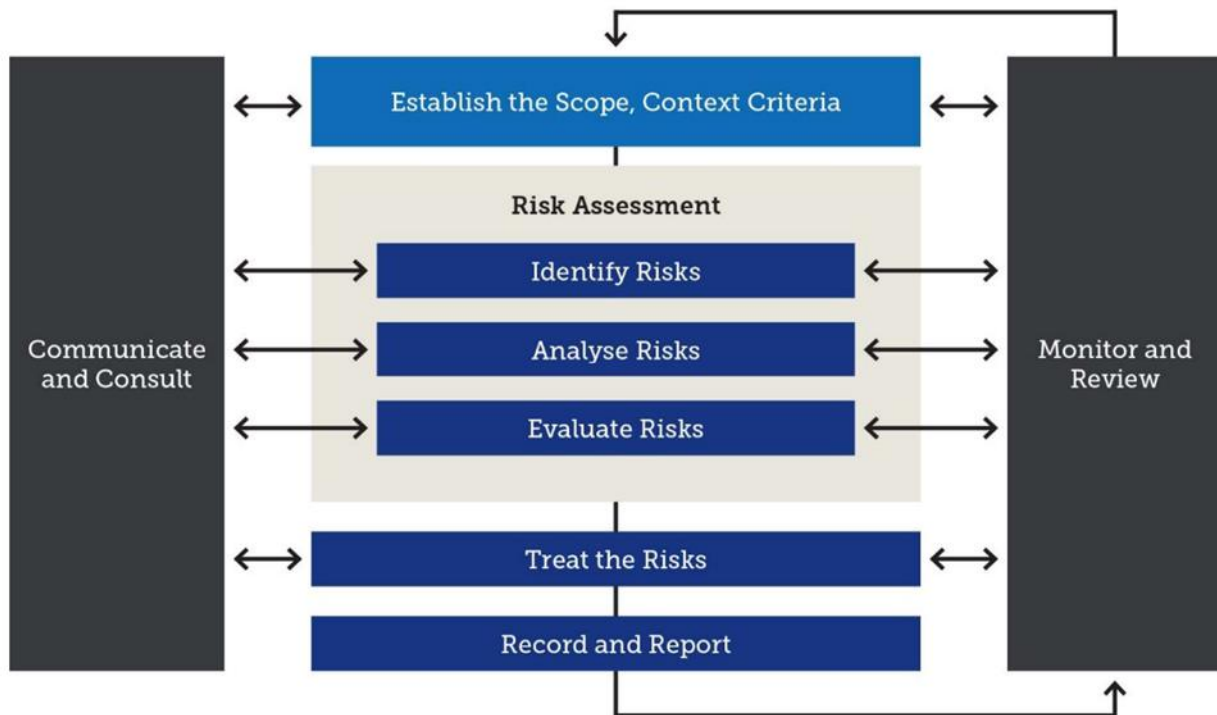 Establish the Scope, Context Criteria
Risk Assessment
Identify Risks
Analyse Risks
Evaluate Risks
Communicate
and Consult
Monitor and
Review
Treat the Risks
Record and Report